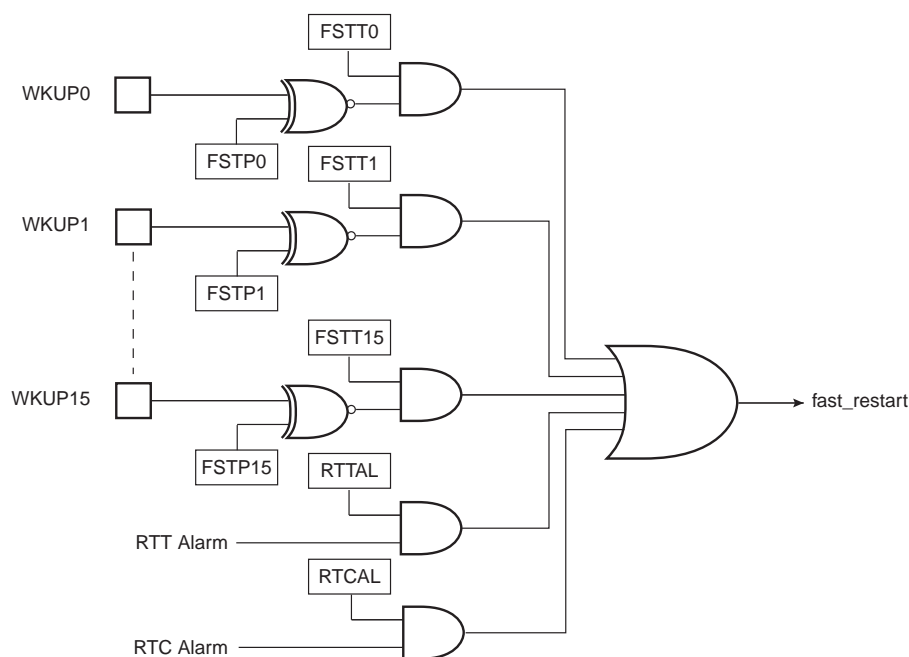 FSTT0
WKUP0
FSTP0
FSTT1
WKUP1
FSTP1
FSTT15
WKUP15
fast_restart
FSTP15
RTTAL
RTT Alarm
RTCAL
RTC Alarm